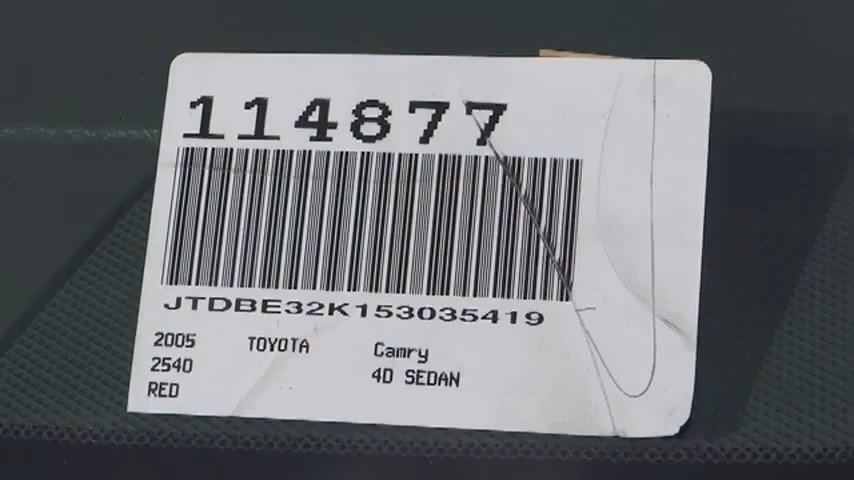 114877
JTDBE32K153035419
2005 TOYOTA Camry
2540 4D SEDAN
RED